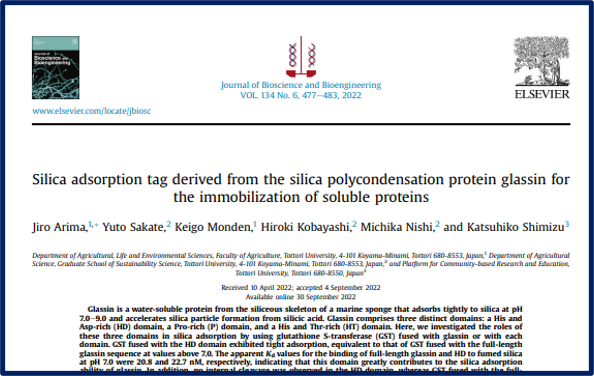 Journal of
Bioscience and
Bioengineering
Journal of Bioscience and Bioengineering
VOL. 134 No. 6, 477–483, 2022
www.elsevier.com/locate/jbiosc
ELSEVIER
Silica adsorption tag derived from the silica polycondensation protein glassin for
the immobilization of soluble proteins
Jiro Arima,1,* Yuto Sakate,2 Keigo Monden,1 Hiroki Kobayashi,2 Michika Nishi,2 and Katsuhiko Shimizu3
Department of Agricultural, Life and Environmental Sciences, Faculty of Agriculture, Tottori University, 4-101 Koyama-Minami, Tottori 680-8553, Japan,1 Department of Agricultural
Science, Graduate School of Sustainability Science, Tottori University, 4-101 Koyama-Minami, Tottori 680-8553, Japan,2 and Platform for Community-based Research and Education,
Tottori University, Tottori 680-8550, Japan3
Received 10 April 2022; accepted 4 September 2022
Available online 30 September 2022
Glassin is a water-soluble protein from the siliceous skeleton of a marine sponge that adsorbs tightly to silica at pH
7.0–9.0 and accelerates silica particle formation from silicic acid. Glassin comprises three distinct domains: a His and
Asp-rich (HD) domain, a Pro-rich (P) domain, and a His and Thr-rich (HT) domain. Here, we investigated the roles of
these three domains in silica adsorption by using glutathione S-transferase (GST) fused with glassin or with each
domain. GST fused with the HD domain exhibited tight adsorption, equivalent to that of GST fused with the full-length
glassin sequence at values above 7.0. The apparent Kd values for the binding of full-length glassin and HD to fumed silica
at pH 7.0 were 20.8 and 22.7 nM, respectively, indicating that this domain greatly contributes to the silica adsorption
ability of glassin. In addition, no internal cleavage was observed in the HD domain, whereas GST fused with the full-